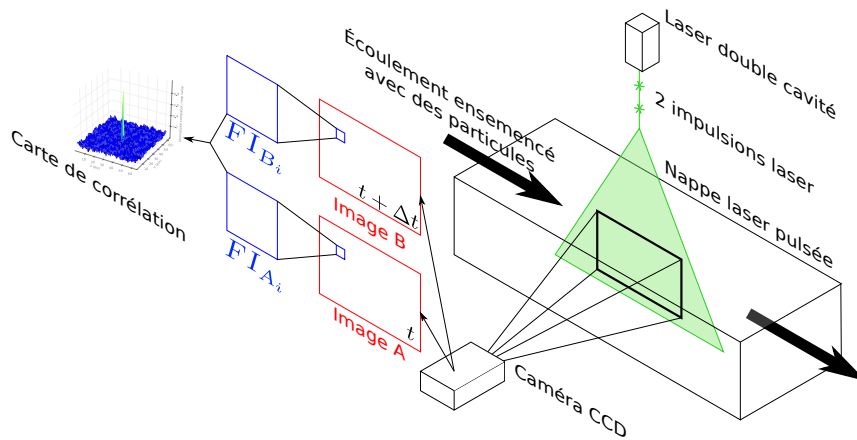 Laser double cavité
2 impulsions laser
Écoulement ensemencé
avec des particules
Nappe laser pulsée
Carte de corrélation
FI_{B_i}
t + Δt
Image B
FI_{A_i}
t
Image A
Caméra CCD